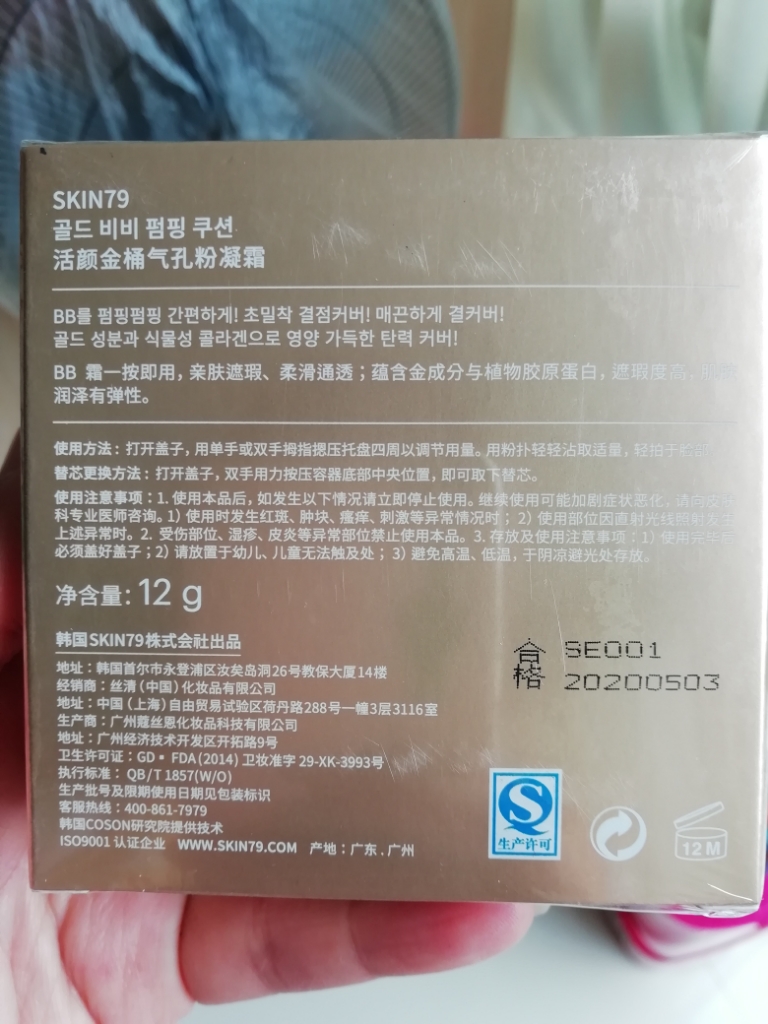 SKIN79
골드 비비 펌핑 쿠션
活颜金桶气孔粉凝霜
BB를 펌핑펌핑 간편하게! 초밀착 결점커버! 매끈하게 결커버!
골드 성분과 식물성 콜라겐으로 영양 가득한 탄력 커버!
BB 霜一按即用，亲肤遮瑕、柔滑通透；蕴含金成分与植物胶原蛋白，遮瑕度高，
润泽有弹性。
使用方法：打开盖子，用单手或双手拇指摁压托盘四周以调节用量。用粉扑轻轻沾取适量，轻拍于脸部
替芯更换方法：打开盖子，双手用力按压容器底部中央位置，即可取下替芯。
使用注意事项：1. 使用本品后，如发生以下情况请立即停止使用。继续使用可能加剧症状恶化，请向皮肤
科专业医师咨询。1）使用时发生红斑、肿块、瘙痒、刺激等异常情况时；2）使用部位因直射光线照射发生
上述异常时。2. 受伤部位、湿疹、皮炎等异常部位禁止使用本品。3. 存放及使用注意事项：1）使用完毕后
必须盖好盖子；2）请放置于幼儿、儿童无法触及处；3）避免高温、低温，于阴凉避光处存放。
净含量：12 g
韩国SKIN79株式会社出品
地址：韩国首尔市永登浦区汝矣岛洞26号教保大厦14楼
经销商：丝清（中国）化妆品有限公司
地址：中国（上海）自由贸易试验区荷丹路288号一幢3层3116室
生产商：广州蔻丝恩化妆品科技有限公司
地址：广州经济技术开发区开拓路9号
卫生许可证：GD▪ FDA(2014) 卫妆准字 29-XK-3993号
执行标准：QB/T 1857(W/O)
生产批号及限期使用日期见包装标识
客服热线：400-861-7979
韩国COSON研究院提供技术
ISO9001 认证企业 WWW.SKIN79.COM 产地：广东．广州
合格 SE001
20200503
生产许可
12 M